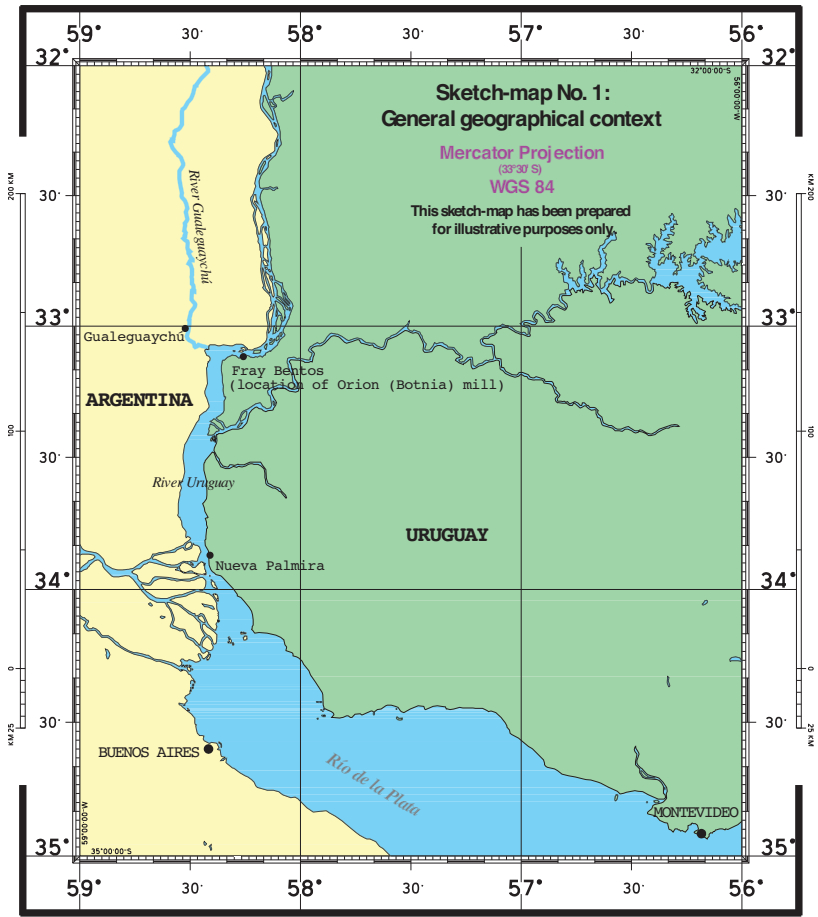 59° 30' 58° 30' 57° 30' 56°
32°
32°00'00"S
56°00'00"W
Sketch-map No. 1:
General geographical context
Mercator Projection
(33°30' S)
WGS 84
This sketch-map has been prepared
for illustrative purposes only.
200 KM
KM 200
30'
30'
River Gualeguaychú
33°
33°
Gualeguaychú
Fray Bentos
(location of Orion (Botnia) mill)
ARGENTINA
100
100
30'
30'
River Uruguay
URUGUAY
Nueva Palmira
34°
34°
0
0
30'
30'
KM 25
25 KM
BUENOS AIRES
Río de la Plata
MONTEVIDEO
59°00'00"W
35°00'00"S
35°
35°
59° 30' 58° 30' 57° 30' 56°